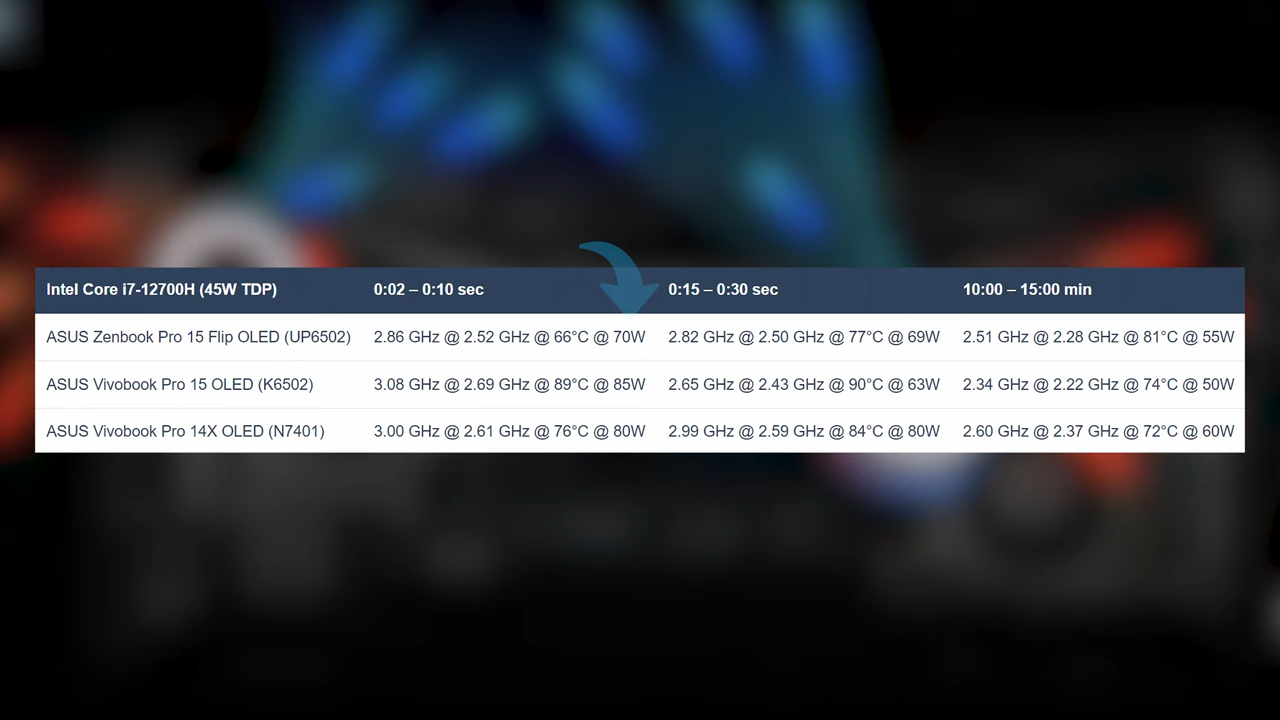 Intel Core i7-12700H (45W TDP) 0:02 – 0:10 sec 0:15 – 0:30 sec 10:00 – 15:00 min
ASUS Zenbook Pro 15 Flip OLED (UP6502) 2.86 GHz @ 2.52 GHz @ 66°C @ 70W 2.82 GHz @ 2.50 GHz @ 77°C @ 69W 2.51 GHz @ 2.28 GHz @ 81°C @ 55W
ASUS Vivobook Pro 15 OLED (K6502) 3.08 GHz @ 2.69 GHz @ 89°C @ 85W 2.65 GHz @ 2.43 GHz @ 90°C @ 63W 2.34 GHz @ 2.22 GHz @ 74°C @ 50W
ASUS Vivobook Pro 14X OLED (N7401) 3.00 GHz @ 2.61 GHz @ 76°C @ 80W 2.99 GHz @ 2.59 GHz @ 84°C @ 80W 2.60 GHz @ 2.37 GHz @ 72°C @ 60W